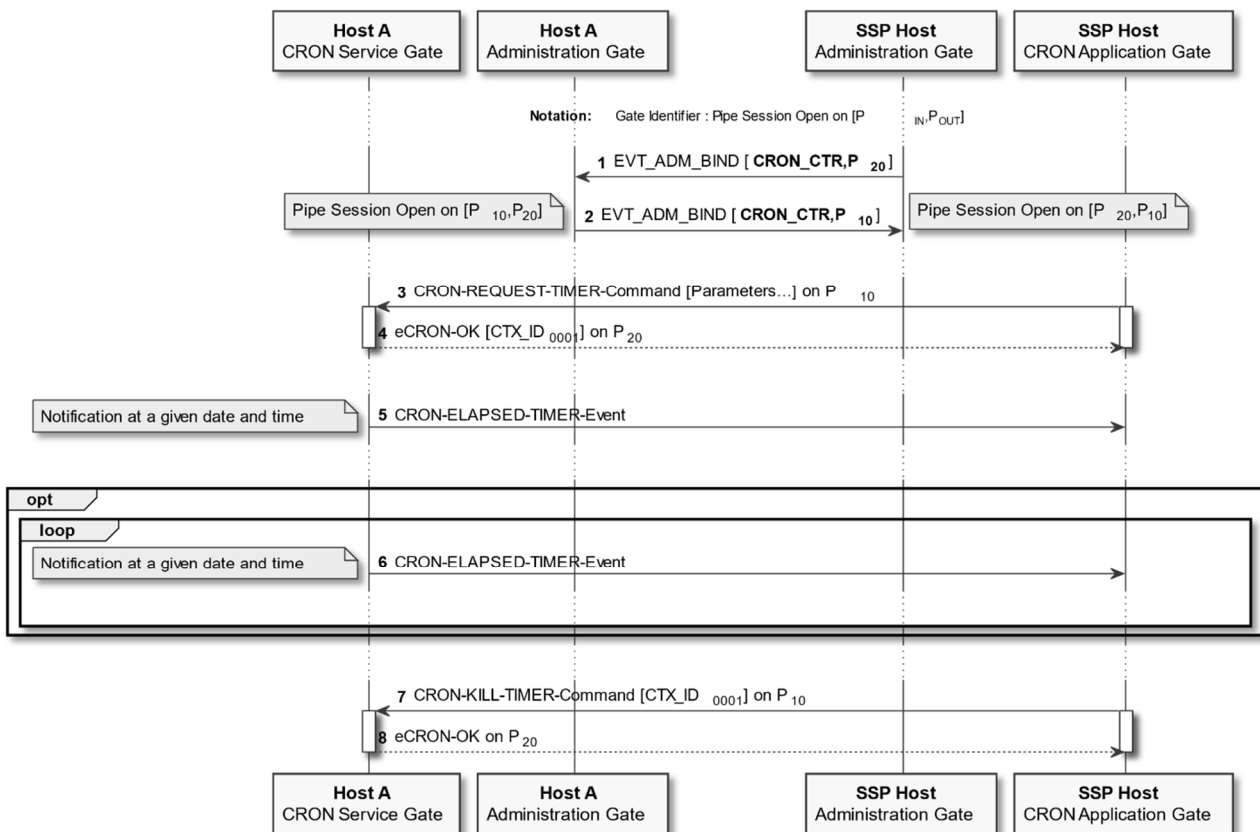 Host A
CRON Service Gate
Host A
Administration Gate
SSP Host
Administration Gate
SSP Host
CRON Application Gate
Notation: Gate Identifier : Pipe Session Open on [P IN,POUT]
1 EVT_ADM_BIND [ CRON_CTR,P 20 ]
Pipe Session Open on [P 10,P20]
2 EVT_ADM_BIND [ CRON_CTR,P 10 ]
Pipe Session Open on [P 20,P10]
3 CRON-REQUEST-TIMER-Command [Parameters...] on P 10
4 eCRON-OK [CTX_ID 0001] on P20
Notification at a given date and time
5 CRON-ELAPSED-TIMER-Event
opt
loop
Notification at a given date and time
6 CRON-ELAPSED-TIMER-Event
7 CRON-KILL-TIMER-Command [CTX_ID 0001] on P 10
8 eCRON-OK on P 20
Host A
CRON Service Gate
Host A
Administration Gate
SSP Host
Administration Gate
SSP Host
CRON Application Gate